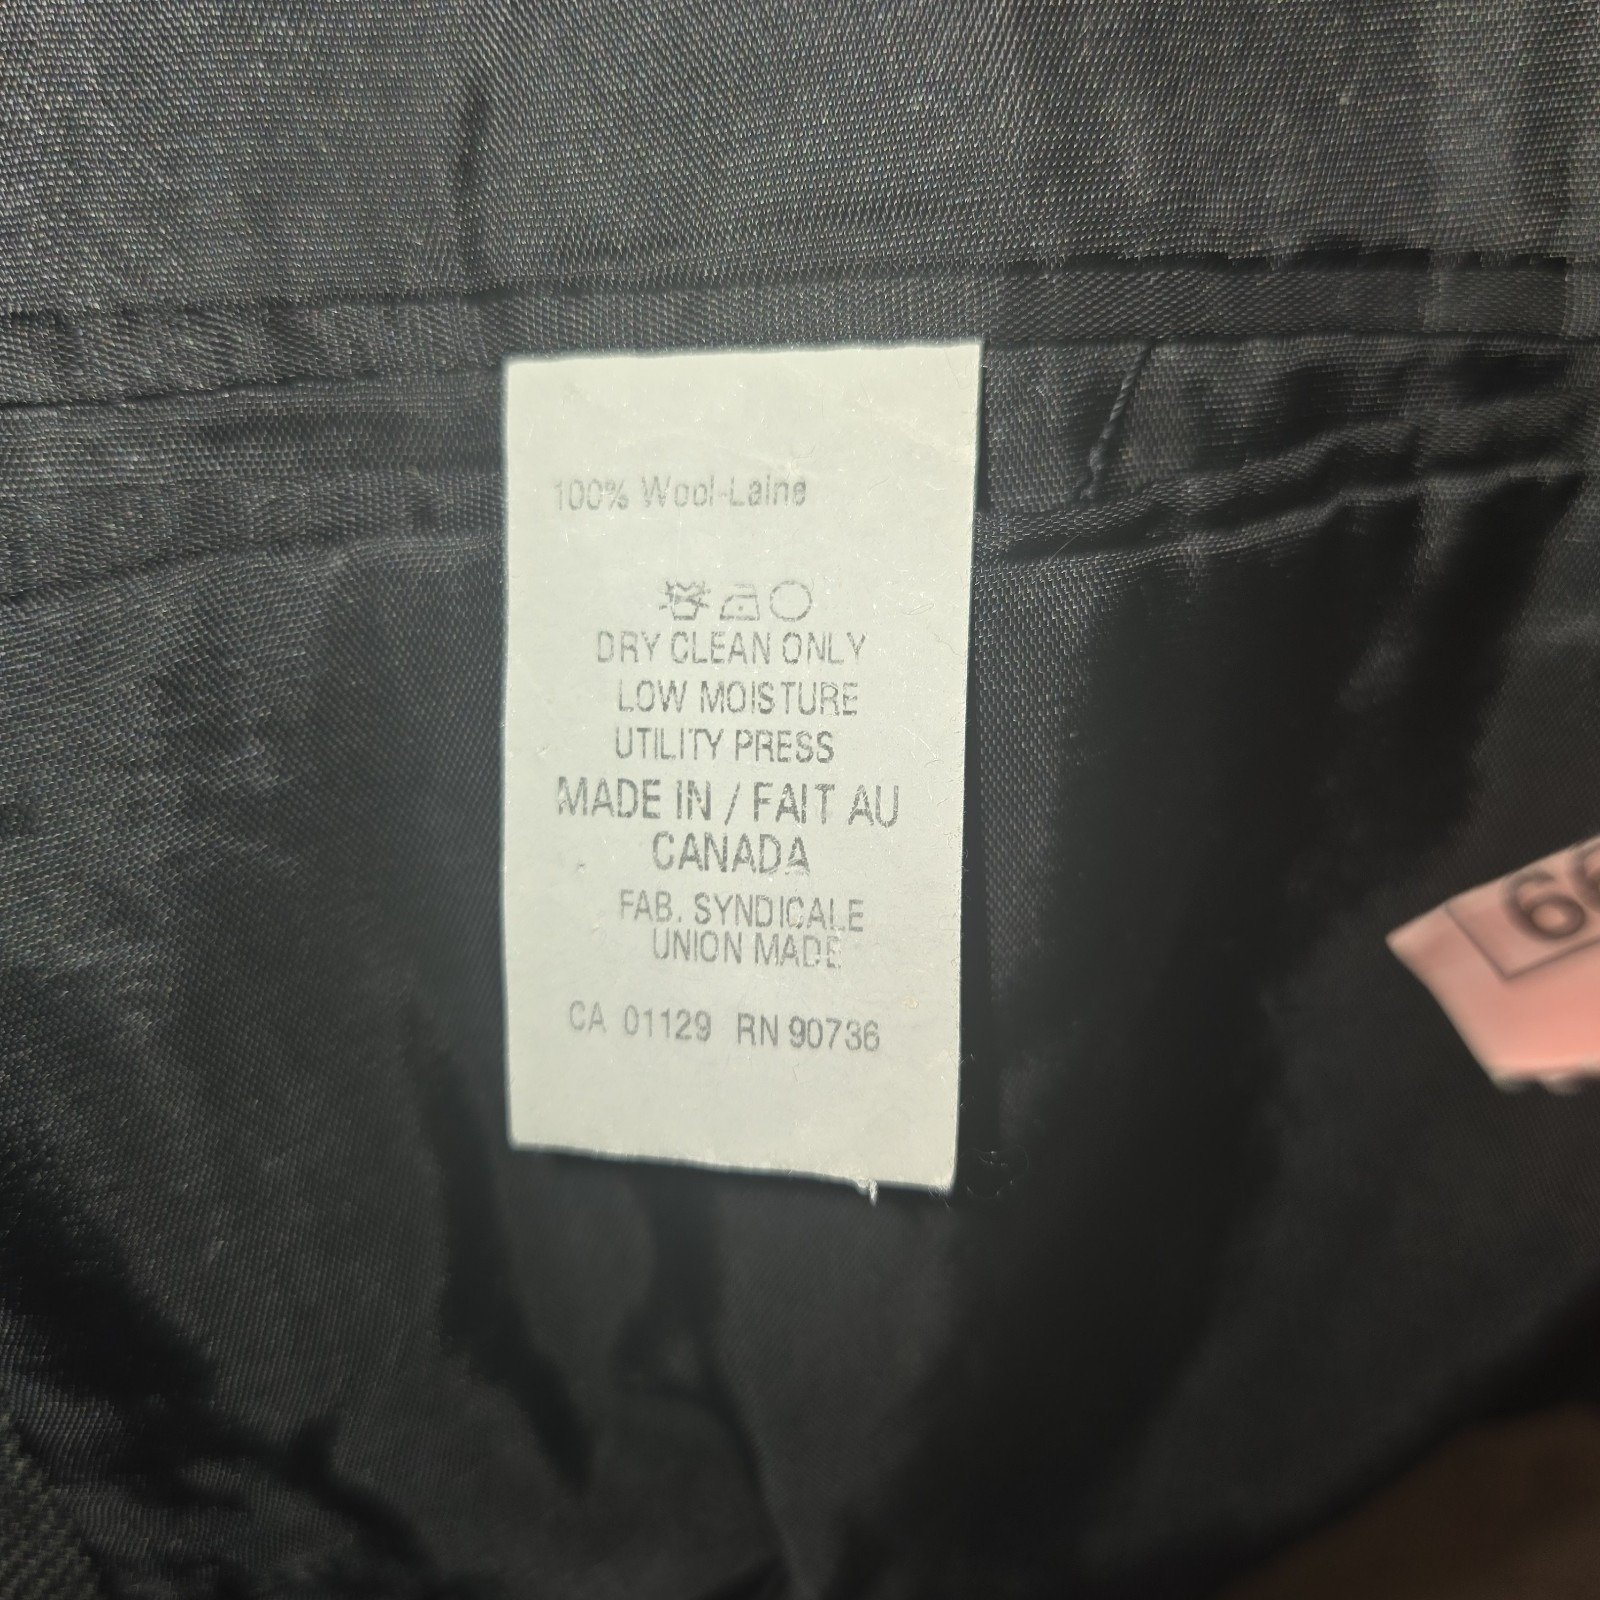 100% Wool-Laine
DRY CLEAN ONLY
LOW MOISTURE
UTILITY PRESS
MADE IN / FAIT AU
CANADA
FAB. SYNDICALE
UNION MADE
CA 01129 RN 90736